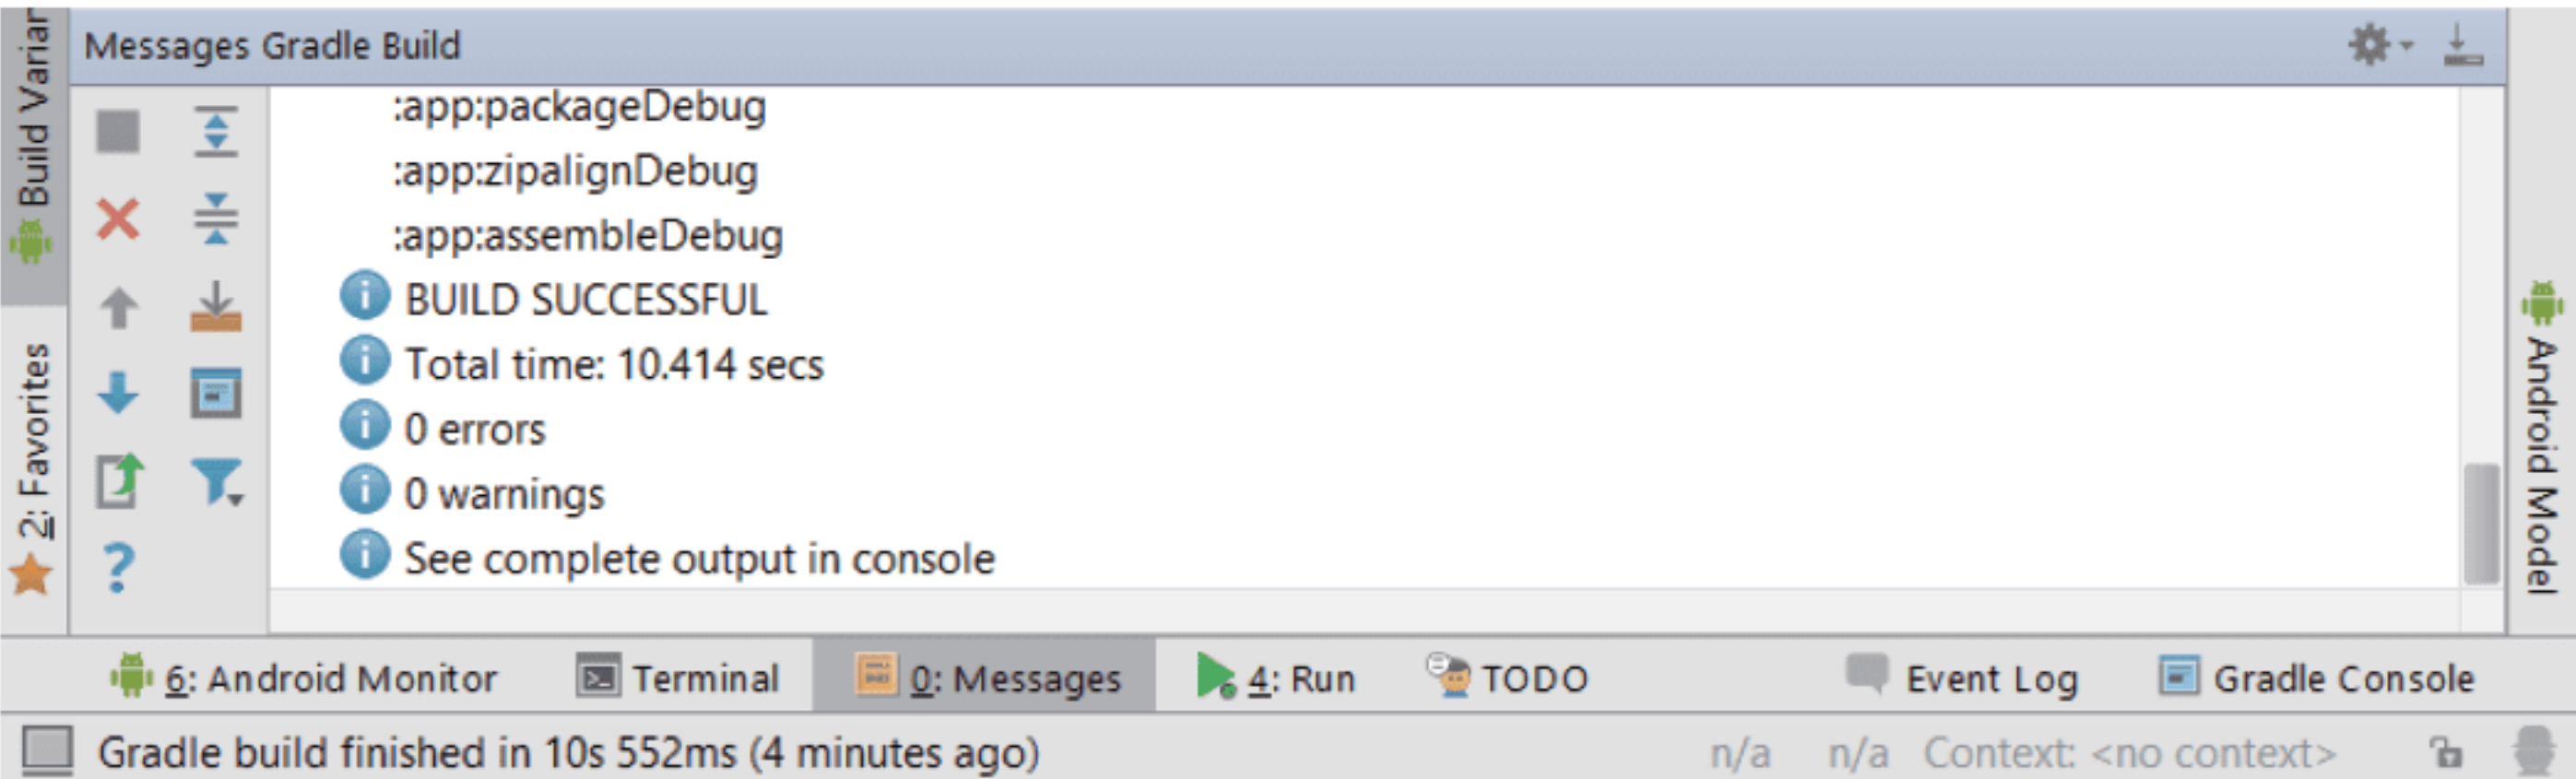 Messages Gradle Build
Build Varian
2: Favorites
:app:packageDebug
:app:zipalignDebug
:app:assembleDebug
BUILD SUCCESSFUL
Total time: 10.414 secs
0 errors
0 warnings
See complete output in console
Android Model
6: Android Monitor
Terminal
0: Messages
4: Run
TODO
Event Log
Gradle Console
Gradle build finished in 10s 552ms (4 minutes ago)
n/a
n/a
Context: <no context>